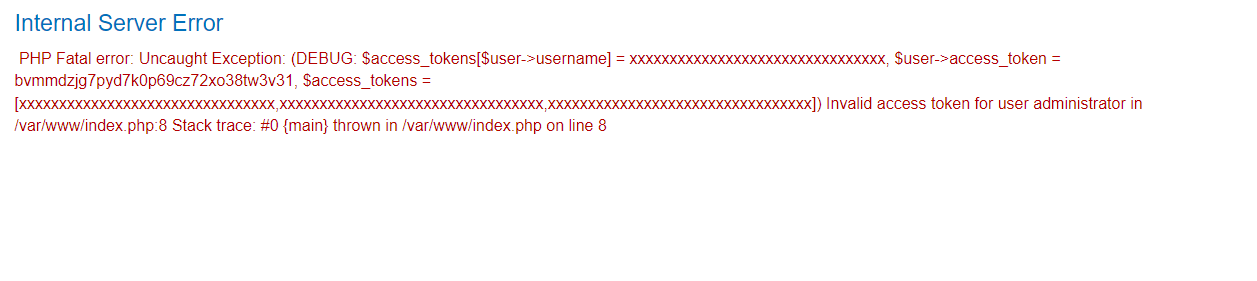 Internal Server Error
PHP Fatal error: Uncaught Exception: (DEBUG: $access_tokens[$user->username] = xxxxxxxxxxxxxxxxxxxxxxxxxxxxxxxx, $user->access_token =
bvmmdzjg7pyd7k0p69cz72xo38tw3v31, $access_tokens =
[xxxxxxxxxxxxxxxxxxxxxxxxxxxxxxxx,xxxxxxxxxxxxxxxxxxxxxxxxxxxxxxxxx,xxxxxxxxxxxxxxxxxxxxxxxxxxxxxxxxx]) Invalid access token for user administrator in
/var/www/index.php:8 Stack trace: #0 {main} thrown in /var/www/index.php on line 8